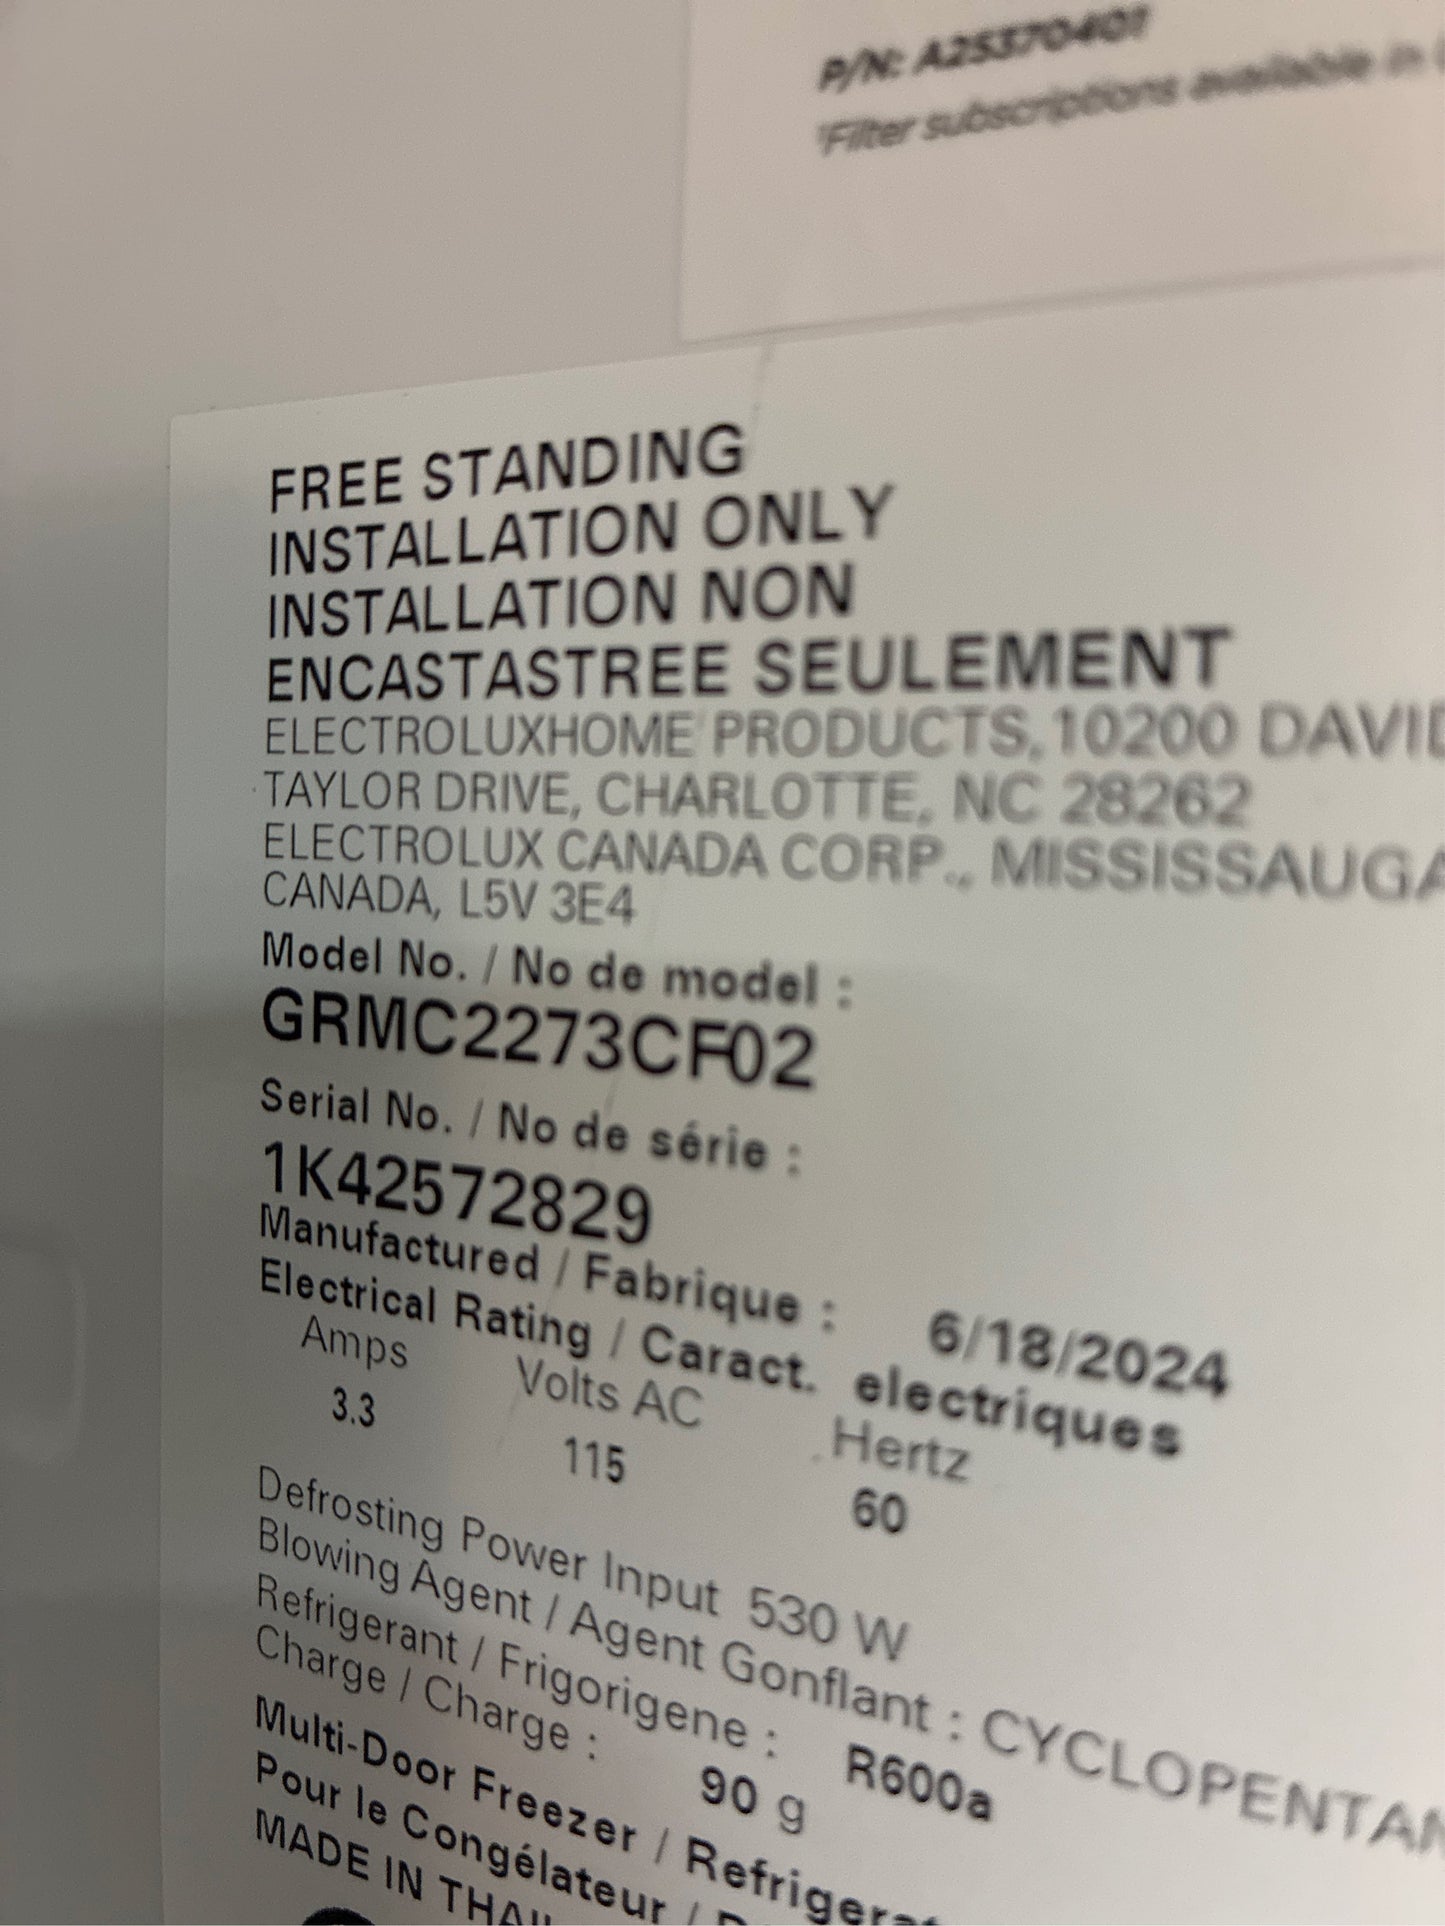 P/N: A25370401
¹Filter subscriptions available in
FREE STANDING
INSTALLATION ONLY
INSTALLATION NON
ENCASTASTREE SEULEMENT
ELECTROLUXHOME PRODUCTS, 10200 DAVID
TAYLOR DRIVE, CHARLOTTE, NC 28262
ELECTROLUX CANADA CORP., MISSISSAUGA
CANADA, L5V 3E4
Model No. / No de model :
GRMC2273CF02
Serial No. / No de série :
1K42572829
Manufactured / Fabrique : 6/18/2024
Electrical Rating / Caract. electriques
Amps Volts AC Hertz
3.3 115 60
Defrosting Power Input 530 W
Blowing Agent / Agent Gonflant : CYCLOPENTAN
Refrigerant / Frigorigene : R600a
Charge / Charge : 90 g
Multi-Door Freezer / Refrigerat
Pour le Congélateur /
MADE IN THAIL